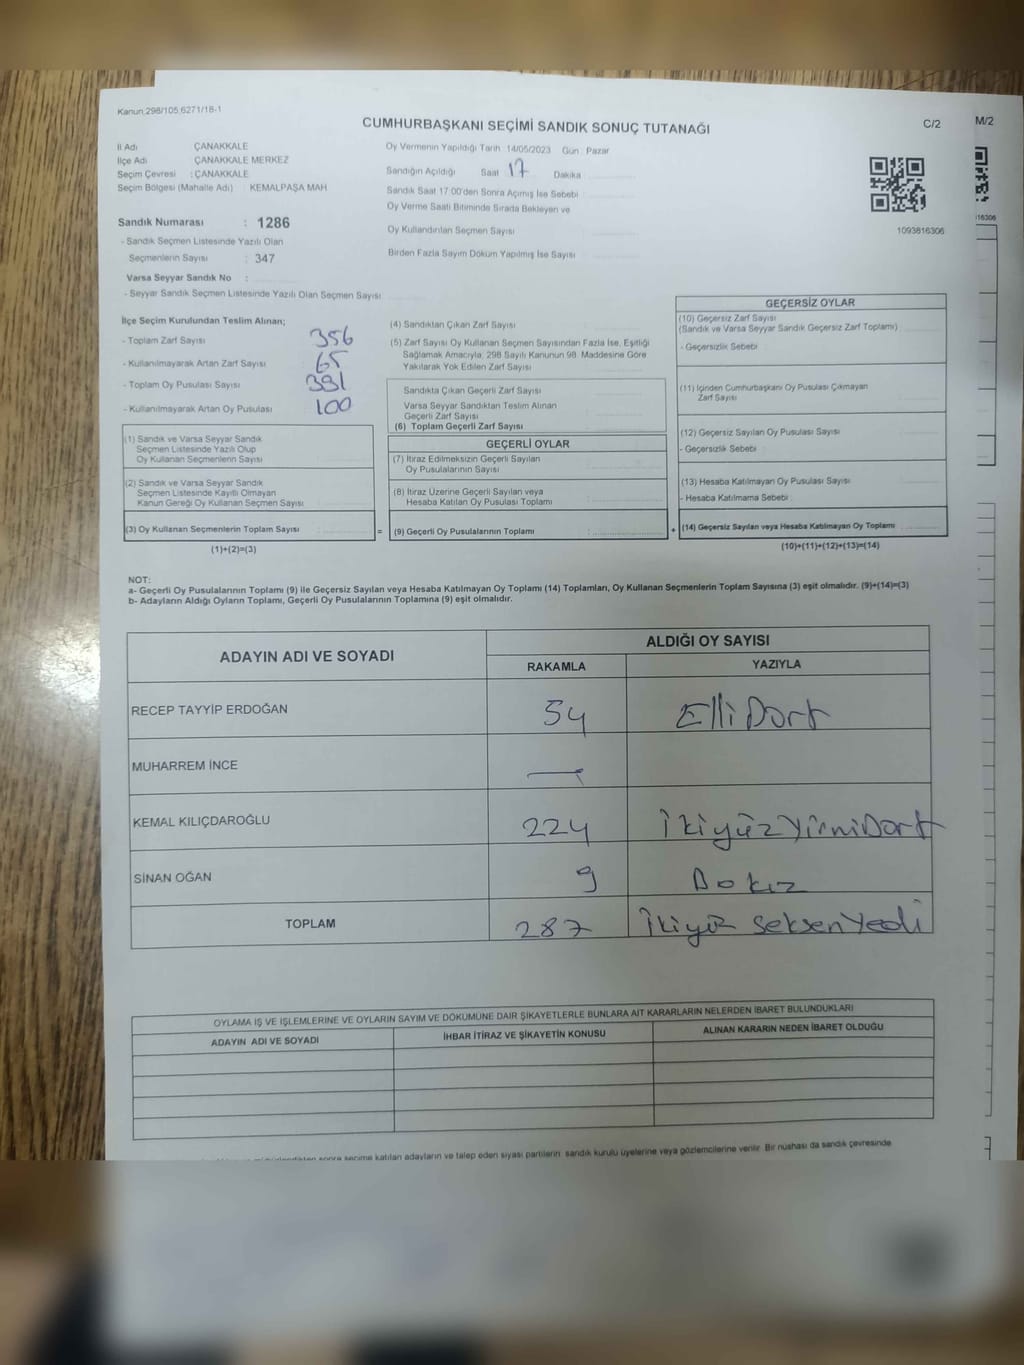 Kanun 298/105,6271/18-1
CUMHURBAŞKANI SEÇİMİ SANDIK SONUÇ TUTANAĞI
C/2
M/2
İl Adı ÇANAKKALE
İlçe Adı ÇANAKKALE MERKEZ
Seçim Çevresi : ÇANAKKALE
Seçim Bölgesi (Mahalle Adı) : KEMALPAŞA MAH
Oy Vermenin Yapıldığı Tarih 14/05/2023 Gün : Pazar
Sandığın Açıldığı Saat 17 Dakika
Sandık Saat 17:00'den Sonra Açımış İse Sebebi
Oy Verme Saati Bitiminde Sırada Bekleyen ve
Oy Kullandırılan Seçmen Sayısı
Birden Fazla Sayım Döküm Yapılmış İse Sayısı
1093816306
16306
Sandık Numarası : 1286
- Sandık Seçmen Listesinde Yazılı Olan
Seçmenlerin Sayısı : 347
Varsa Seyyar Sandık No :
- Seyyar Sandık Seçmen Listesinde Yazılı Olan Seçmen Sayısı
İlçe Seçim Kurulundan Teslim Alınan;
- Toplam Zarf Sayısı 356
- Kullanılmayarak Artan Zarf Sayısı 65
- Toplam Oy Pusulası Sayısı 391
- Kullanılmayarak Artan Oy Pusulası 100
(1) Sandık ve Varsa Seyyar Sandık
Seçmen Listesinde Yazılı Olup
Oy Kullanan Seçmenlerin Sayısı
(2) Sandık ve Varsa Seyyar Sandık
Seçmen Listesinde Kayıtlı Olmayan
Kanun Gereği Oy Kullanan Seçmen Sayısı
(3) Oy Kullanan Seçmenlerin Toplam Sayısı :
=
(1)+(2)=(3)
(4) Sandıktan Çıkan Zarf Sayısı
(5) Zarf Sayısı Oy Kullanan Seçmen Sayısından Fazla İse, Eşitliği
Sağlamak Amacıyla; 298 Sayılı Kanunun 98. Maddesine Göre
Yakılarak Yok Edilen Zarf Sayısı
Sandıkta Çıkan Geçerli Zarf Sayısı
Varsa Seyyar Sandıktan Teslim Alınan
Geçerli Zarf Sayısı
(6) Toplam Geçerli Zarf Sayısı
GEÇERLİ OYLAR
(7) İtiraz Edilmeksizin Geçerli Sayılan
Oy Pusulalarının Sayısı
(8) İtiraz Üzerine Geçerli Sayılan veya
Hesaba Katılan Oy Pusulası Toplamı
(9) Geçerli Oy Pusulalarının Toplamı :
+
GEÇERSİZ OYLAR
(10) Geçersiz Zarf Sayısı
(Sandık ve Varsa Seyyar Sandık Geçersiz Zarf Toplamı)
- Geçersizlik Sebebi :
(11) İçinden Cumhurbaşkanı Oy Pusulası Çıkmayan
Zarf Sayısı
(12) Geçersiz Sayılan Oy Pusulası Sayısı
- Geçersizlik Sebebi :
(13) Hesaba Katılmayan Oy Pusulası Sayısı
- Hesaba Katılmama Sebebi :
(14) Geçersiz Sayılan veya Hesaba Katılmayan Oy Toplamı
(10)+(11)+(12)+(13)=(14)
NOT:
a- Geçerli Oy Pusulalarının Toplamı (9) ile Geçersiz Sayılan veya Hesaba Katılmayan Oy Toplamı (14) Toplamları, Oy Kullanan Seçmenlerin Toplam Sayısına (3) eşit olmalıdır. (9)+(14)=(3)
b- Adayların Aldığı Oyların Toplamı, Geçerli Oy Pusulalarının Toplamına (9) eşit olmalıdır.
ADAYIN ADI VE SOYADI
ALDIĞI OY SAYISI
RAKAMLA YAZIYLA
RECEP TAYYİP ERDOĞAN 54 Elli Dört
MUHARREM İNCE —
KEMAL KILIÇDAROĞLU 224 İkiyüz Yirmi Dört
SİNAN OĞAN 9 Dokuz
TOPLAM 287 İkiyüz Seksen Yedi
OYLAMA İŞ VE İŞLEMLERİNE VE OYLARIN SAYIM VE DÖKÜMÜNE DAİR ŞİKAYETLERLE BUNLARA AİT KARARLARIN NELERDEN İBARET BULUNDUKLARI
ADAYIN ADI VE SOYADI İHBAR İTİRAZ VE ŞİKAYETİN KONUSU ALINAN KARARIN NEDEN İBARET OLDUĞU
sonra seçime katılan adayların ve talep eden siyasi partilerin sandık kurulu üyelerine veya gözlemcilerine verilir. Bir nüshası da sandık çevresinde